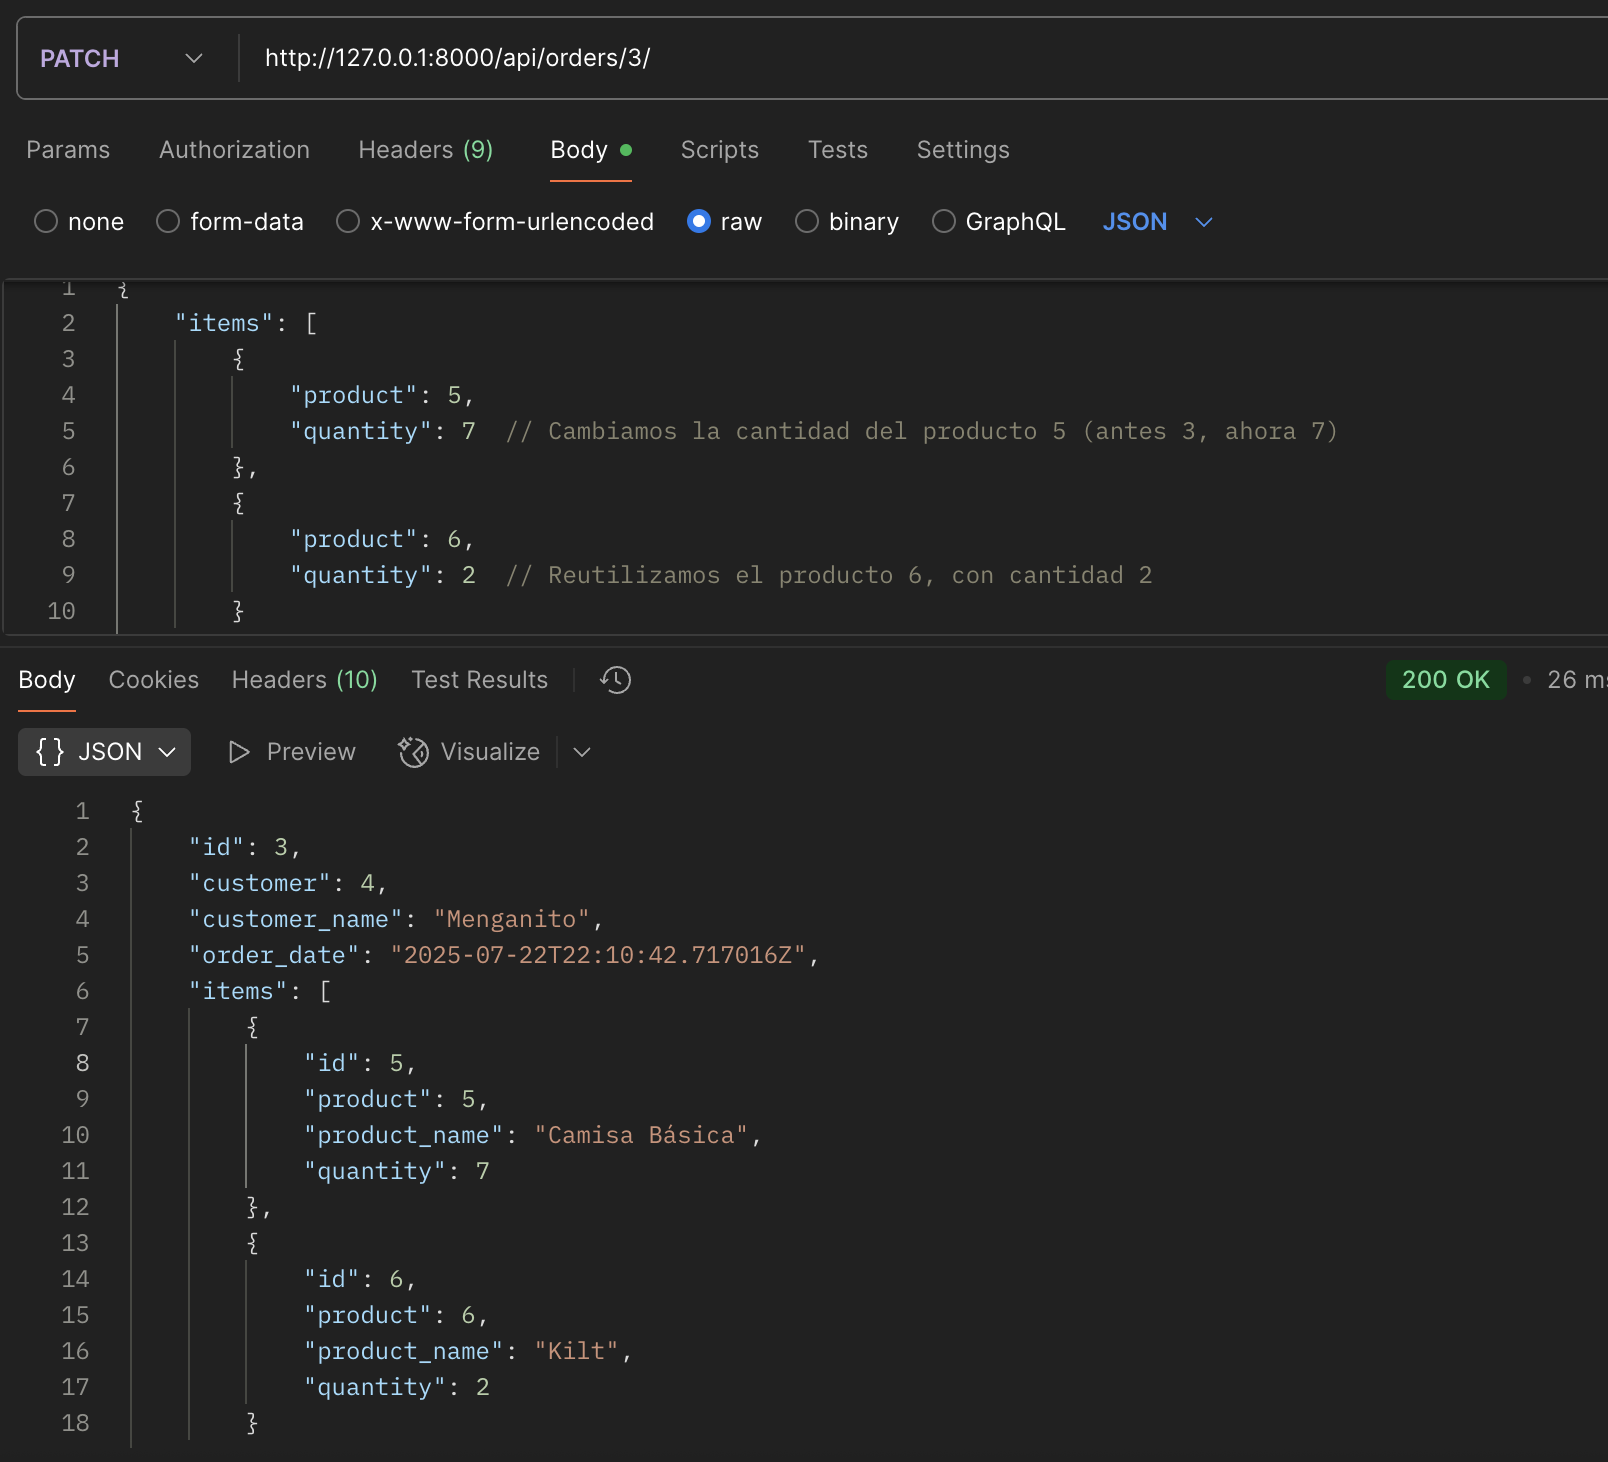 PATCH http://127.0.0.1:8000/api/orders/3/
Params Authorization Headers (9) Body Scripts Tests Settings
none form-data x-www-form-urlencoded raw binary GraphQL JSON
1 {
2 "items": [
3 {
4 "product": 5,
5 "quantity": 7 // Cambiamos la cantidad del producto 5 (antes 3, ahora 7)
6 },
7 {
8 "product": 6,
9 "quantity": 2 // Reutilizamos el producto 6, con cantidad 2
10 }
Body Cookies Headers (10) Test Results 200 OK • 26 ms
{ } JSON Preview Visualize
1 {
2 "id": 3,
3 "customer": 4,
4 "customer_name": "Menganito",
5 "order_date": "2025-07-22T22:10:42.717016Z",
6 "items": [
7 {
8 "id": 5,
9 "product": 5,
10 "product_name": "Camisa Básica",
11 "quantity": 7
12 },
13 {
14 "id": 6,
15 "product": 6,
16 "product_name": "Kilt",
17 "quantity": 2
18 }